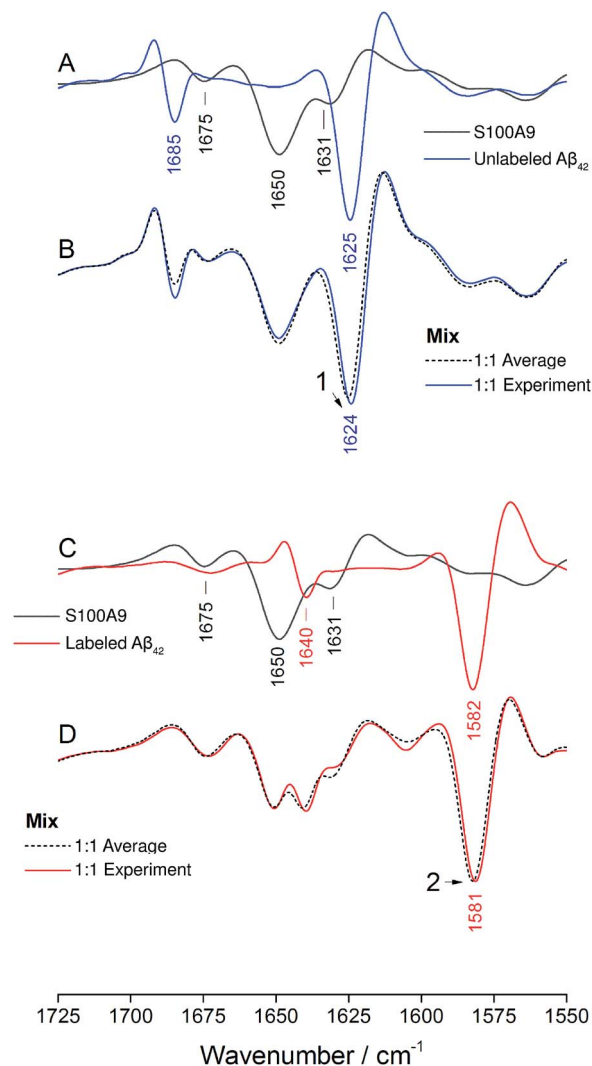 A
1685
1675
1650
1631
1625
S100A9
Unlabeled Aβ42
B
Mix
1:1 Average
1:1 Experiment
1
1624
C
S100A9
Labeled Aβ42
1675
1650
1640
1631
1582
D
Mix
1:1 Average
1:1 Experiment
2
1581
1725 1700 1675 1650 1625 1600 1575 1550
Wavenumber / cm-1